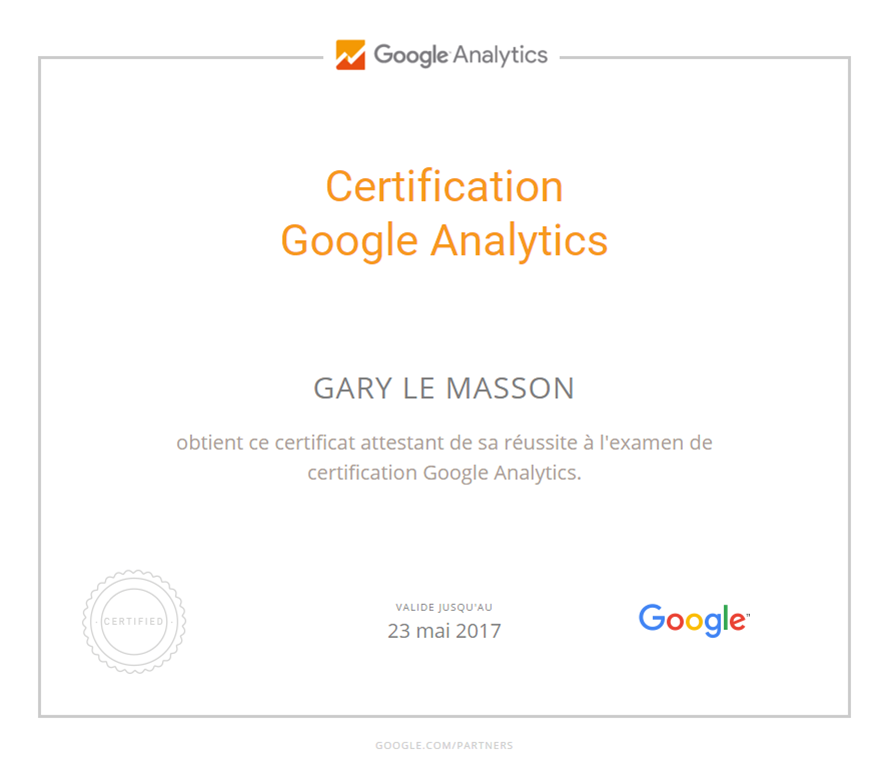 Google Analytics
Certification
Google Analytics
GARY LE MASSON
obtient ce certificat attestant de sa réussite à l'examen de
certification Google Analytics.
· CERTIFIED ·
VALIDE JUSQU'AU
23 mai 2017
Google™
GOOGLE.COM/PARTNERS